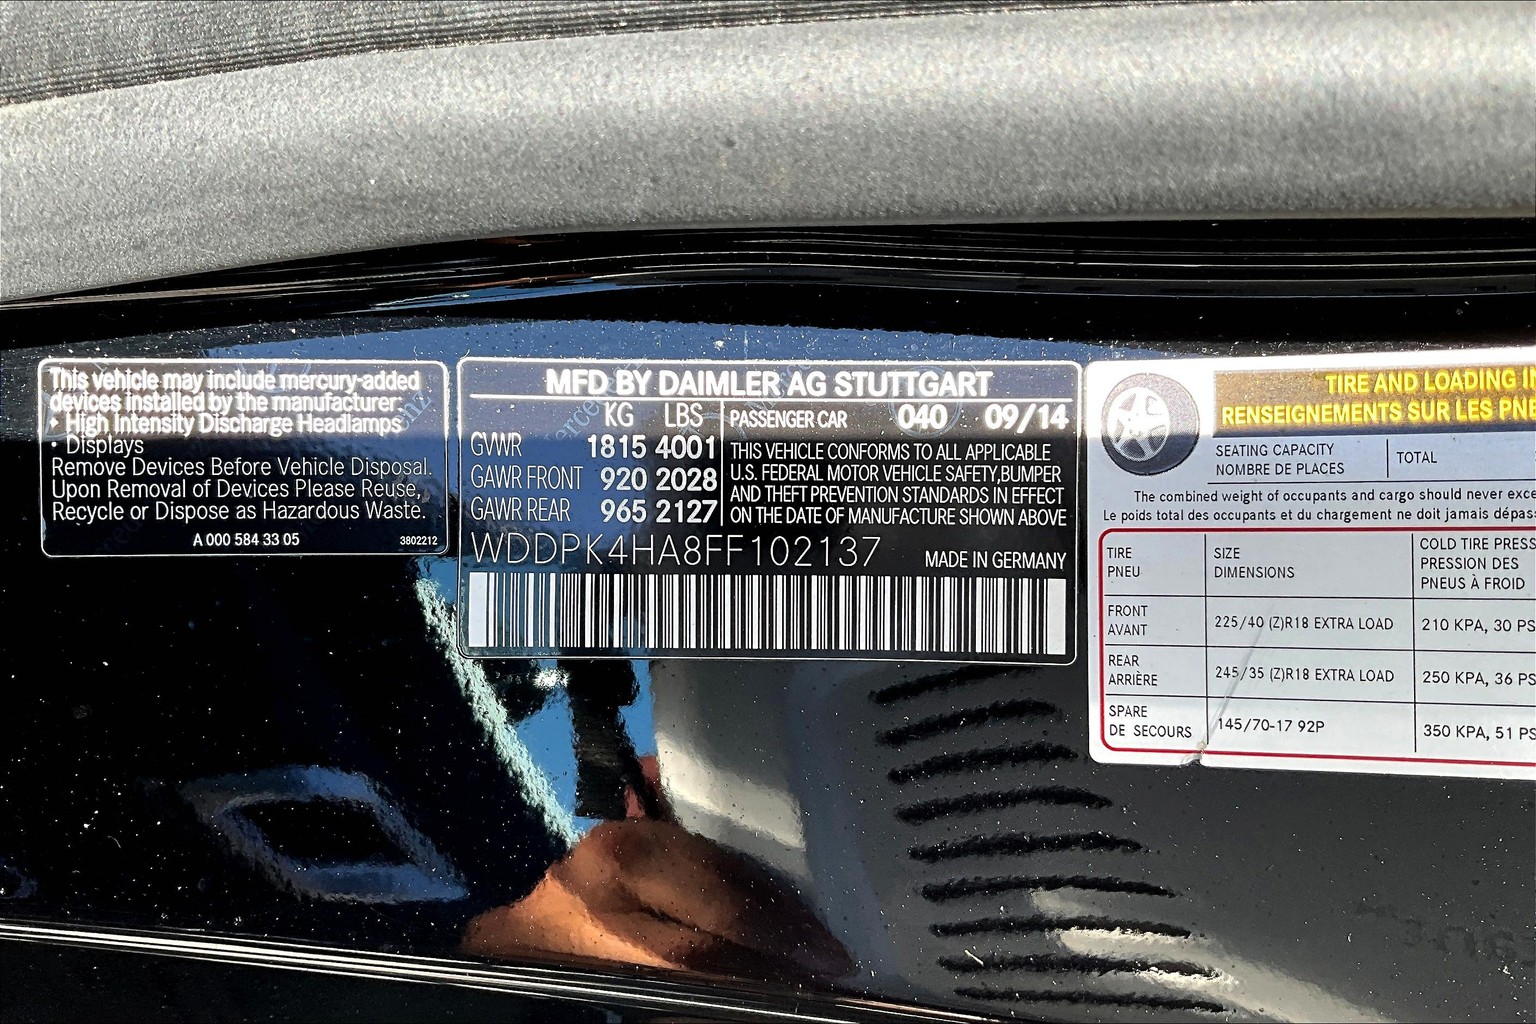 This vehicle may include mercury-added
devices installed by the manufacturer:
• High Intensity Discharge Headlamps
• Displays
Remove Devices Before Vehicle Disposal.
Upon Removal of Devices Please Reuse,
Recycle or Dispose as Hazardous Waste.
A 000 584 33 05 3802212
MFD BY DAIMLER AG STUTTGART
KG LBS
GVWR 1815 4001
GAWR FRONT 920 2028
GAWR REAR 965 2127
PASSENGER CAR 040 09/14
THIS VEHICLE CONFORMS TO ALL APPLICABLE
U.S. FEDERAL MOTOR VEHICLE SAFETY,BUMPER
AND THEFT PREVENTION STANDARDS IN EFFECT
ON THE DATE OF MANUFACTURE SHOWN ABOVE
WDDPK4HA8FF102137 MADE IN GERMANY
TIRE AND LOADING IN
RENSEIGNEMENTS SUR LES PNE
SEATING CAPACITY
NOMBRE DE PLACES
TOTAL
The combined weight of occupants and cargo should never exce
Le poids total des occupants et du chargement ne doit jamais dépas
TIRE
PNEU
SIZE
DIMENSIONS
COLD TIRE PRESS
PRESSION DES
PNEUS À FROID
FRONT
AVANT
225/40 (Z)R18 EXTRA LOAD
210 KPA, 30 PS
REAR
ARRIÈRE
245/35 (Z)R18 EXTRA LOAD
250 KPA, 36 PS
SPARE
DE SECOURS
145/70-17 92P
350 KPA, 51 PS